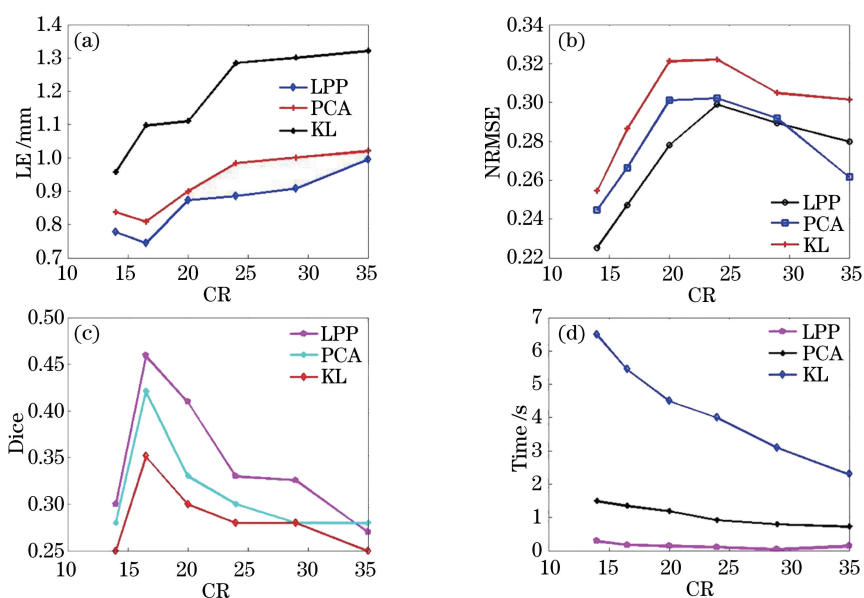 (a)
1.4
1.3
1.2
1.1
1.0
0.9
0.8
0.7
LE /mm
LPP
PCA
KL
10 15 20 25 30 35
CR
(b)
0.34
0.32
0.30
0.28
0.26
0.24
0.22
NRMSE
LPP
PCA
KL
10 15 20 25 30 35
CR
(c)
0.50
0.45
0.40
0.35
0.30
0.25
Dice
LPP
PCA
KL
10 15 20 25 30 35
CR
(d)
7
6
5
4
3
2
1
0
Time /s
LPP
PCA
KL
10 15 20 25 30 35
CR